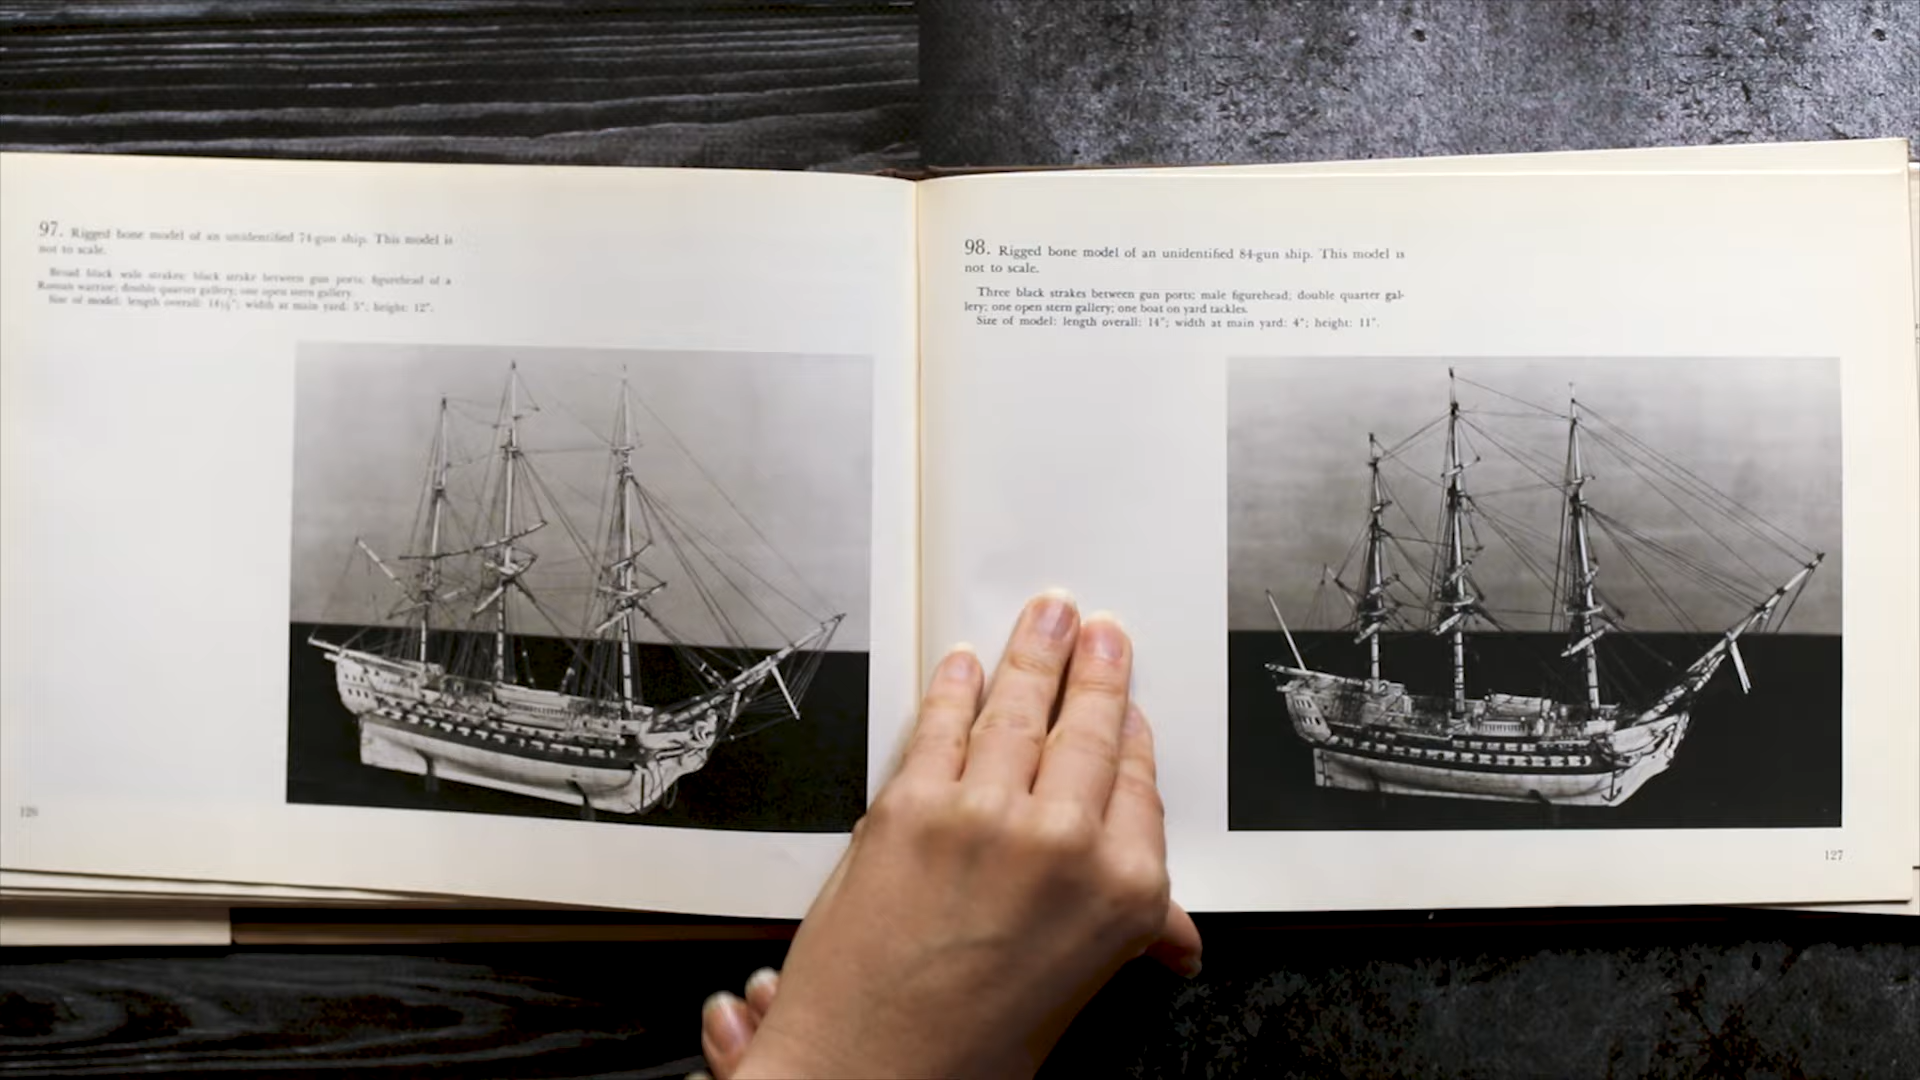 97. Rigged bone model of an unidentified 74-gun ship. This model is
not to scale.
Broad black wale strakes; black strake between gun ports; figurehead of a
Roman warrior; double quarter gallery; one open stern gallery.
Size of model: length overall: 14½"; width at main yard: 5"; height: 12".
126
98. Rigged bone model of an unidentified 84-gun ship. This model is
not to scale.
Three black strakes between gun ports; male figurehead; double quarter gal-
lery; one open stern gallery; one boat on yard tackles.
Size of model: length overall: 14"; width at main yard: 4"; height: 11".
127